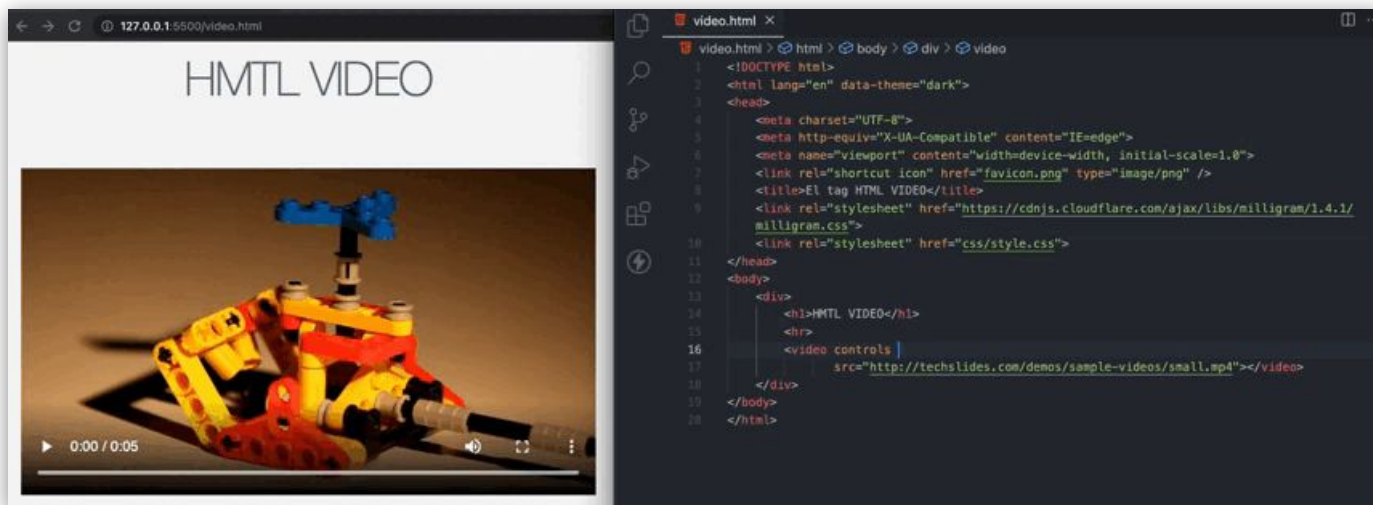 127.0.0.1:5500/video.html
HMTL VIDEO
0:00 / 0:05
video.html
video.html > html > body > div > video
1 <!DOCTYPE html>
2 <html lang="en" data-theme="dark">
3 <head>
4 <meta charset="UTF-8">
5 <meta http-equiv="X-UA-Compatible" content="IE=edge">
6 <meta name="viewport" content="width=device-width, initial-scale=1.0">
7 <link rel="shortcut icon" href="favicon.png" type="image/png" />
8 <title>El tag HTML VIDEO</title>
9 <link rel="stylesheet" href="https://cdnjs.cloudflare.com/ajax/libs/milligram/1.4.1/
milligram.css">
10 <link rel="stylesheet" href="css/style.css">
11 </head>
12 <body>
13 <div>
14 <h1>HMTL VIDEO</h1>
15 <hr>
16 <video controls
17 src="http://techslides.com/demos/sample-videos/small.mp4"></video>
18 </div>
19 </body>
20 </html>